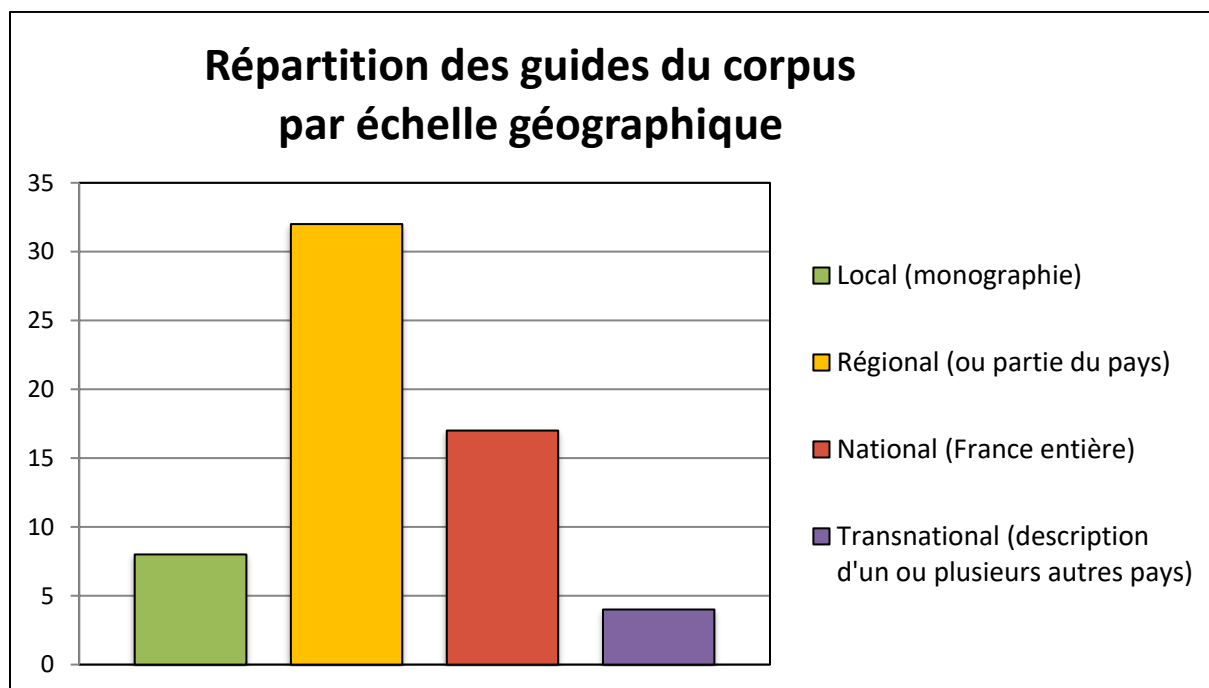 Répartition des guides du corpus
par échelle géographique
35
30
25
20
15
10
5
0
Local (monographie)
Régional (ou partie du pays)
National (France entière)
Transnational (description
d'un ou plusieurs autres pays)